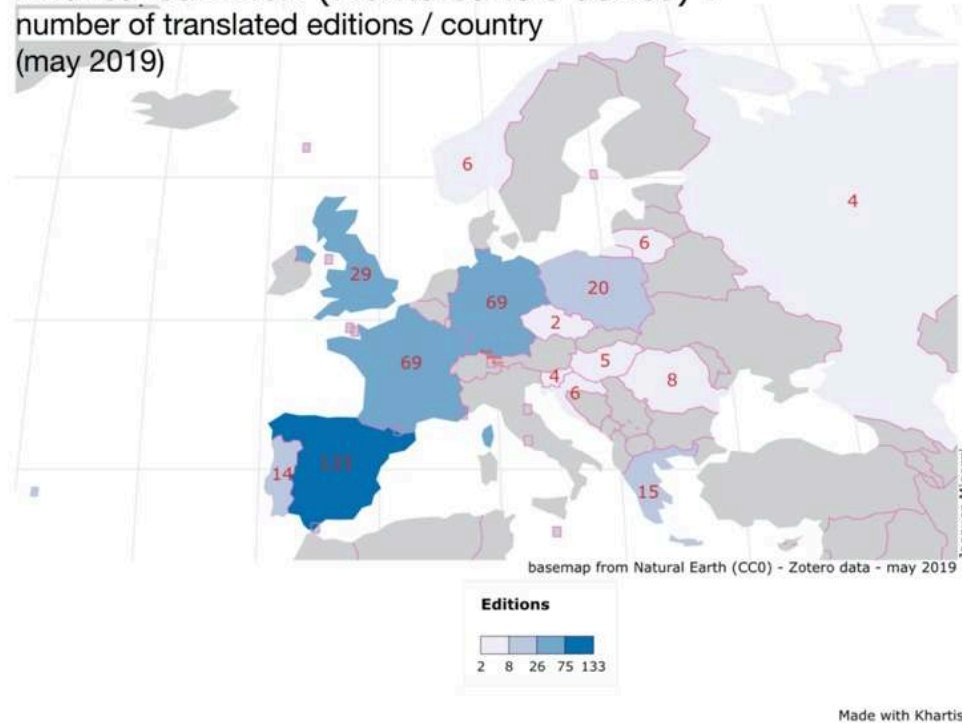 number of translated editions / country
(may 2019)
6
4
6
29
20
69
2
69
5
4
8
6
133
14
15
basemap from Natural Earth (CC0) - Zotero data - may 2019
Editions
2 8 26 75 133
Made with Khartis